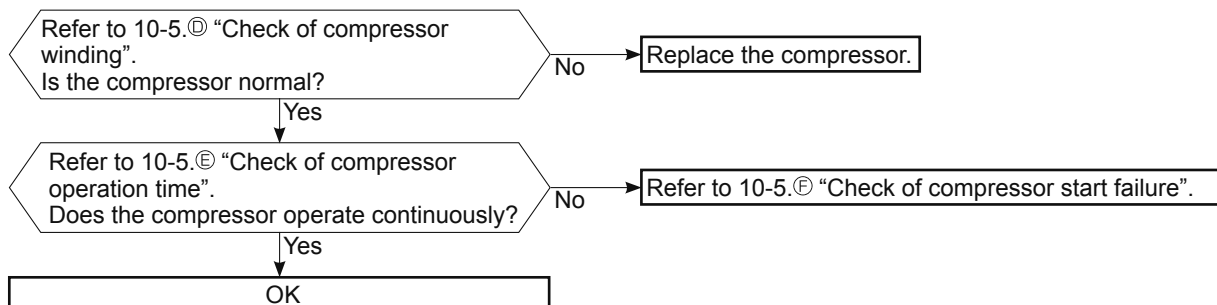 Refer to 10-5.Ⓓ “Check of compressor
winding”.
Is the compressor normal?
No
Replace the compressor.
Yes
Refer to 10-5.Ⓔ “Check of compressor
operation time”.
Does the compressor operate continuously?
No
Refer to 10-5.Ⓕ “Check of compressor start failure”.
Yes
OK